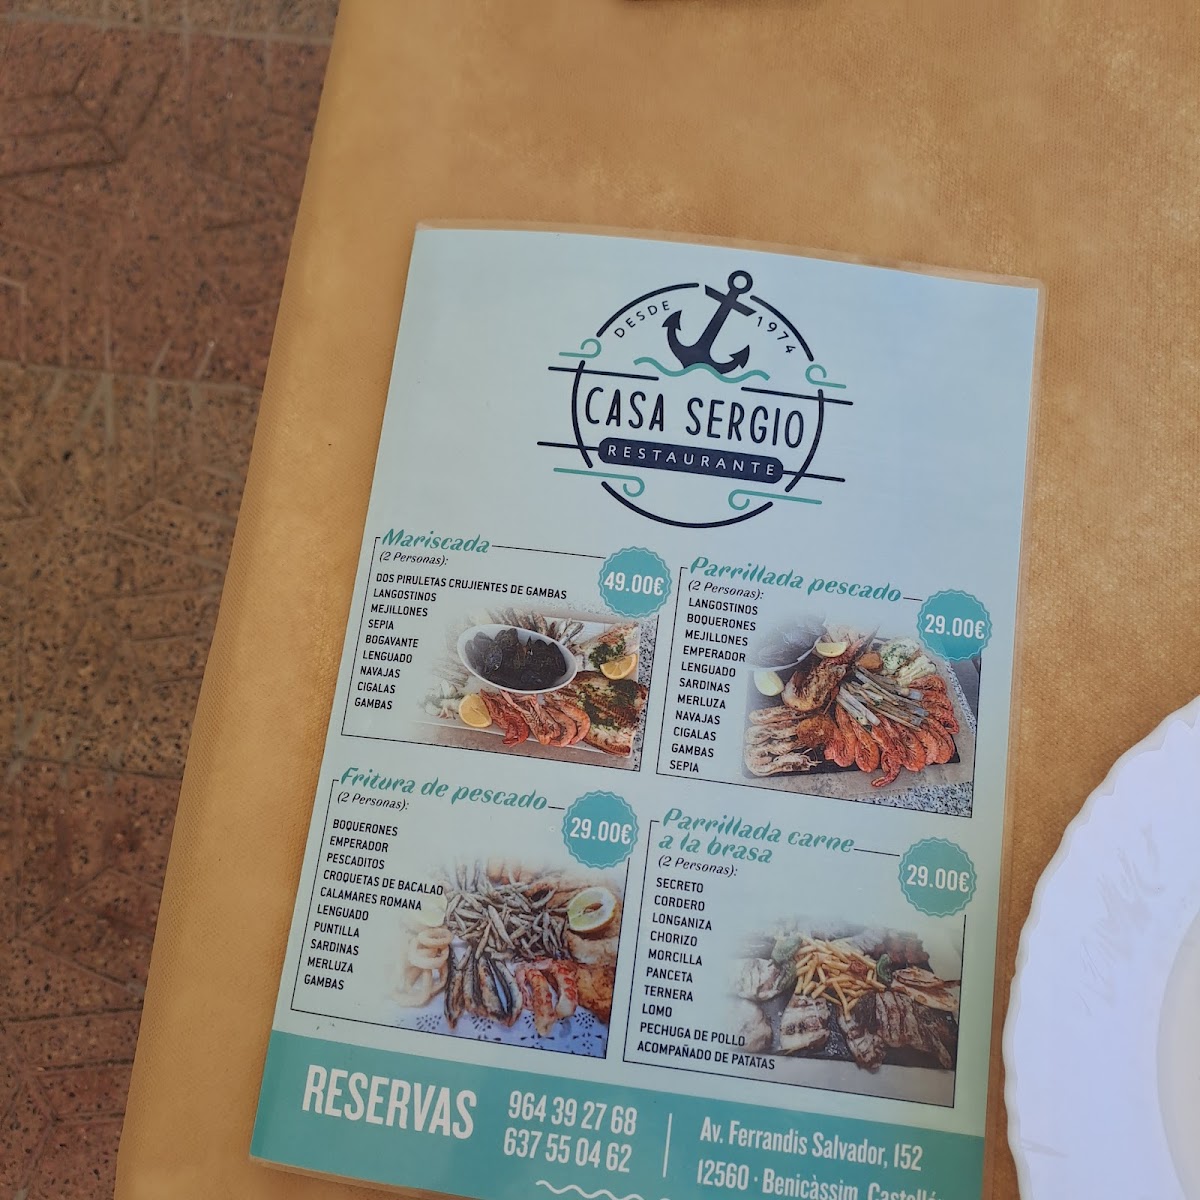 DESDE 1974
CASA SERGIO
RESTAURANTE
Mariscada
(2 Personas):
49.00€
DOS PIRULETAS CRUJIENTES DE GAMBAS
LANGOSTINOS
MEJILLONES
SEPIA
BOGAVANTE
LENGUADO
NAVAJAS
CIGALAS
GAMBAS
Parrillada pescado
(2 Personas):
29.00€
LANGOSTINOS
BOQUERONES
MEJILLONES
EMPERADOR
LENGUADO
SARDINAS
MERLUZA
NAVAJAS
CIGALAS
GAMBAS
SEPIA
Fritura de pescado
(2 Personas):
29.00€
BOQUERONES
EMPERADOR
PESCADITOS
CROQUETAS DE BACALAO
CALAMARES ROMANA
LENGUADO
PUNTILLA
SARDINAS
MERLUZA
GAMBAS
Parrillada carne
a la brasa
(2 Personas):
29.00€
SECRETO
CORDERO
LONGANIZA
CHORIZO
MORCILLA
PANCETA
TERNERA
LOMO
PECHUGA DE POLLO
ACOMPAÑADO DE PATATAS
RESERVAS
964 39 27 68
637 55 04 62
Av. Ferrandis Salvador, 152
12560 · Benicàssim,